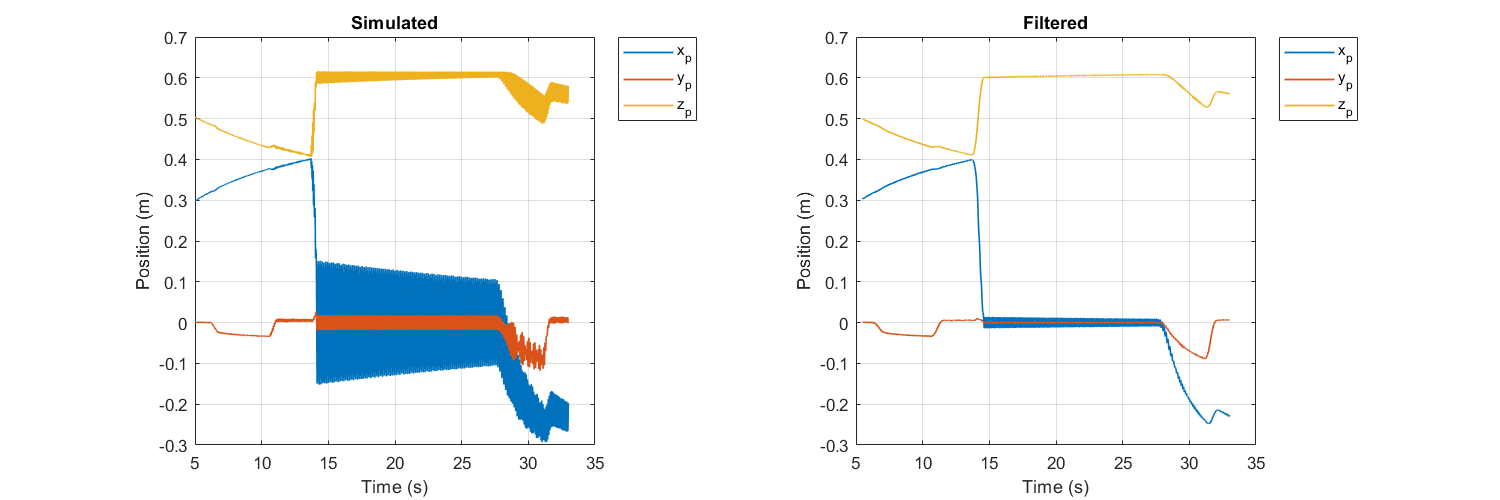 Simulated
0.7
0.6
0.5
0.4
0.3
0.2
0.1
0
-0.1
-0.2
-0.3
5 10 15 20 25 30 35
Position (m)
Time (s)
x_p
y_p
z_p
Filtered
0.7
0.6
0.5
0.4
0.3
0.2
0.1
0
-0.1
-0.2
-0.3
5 10 15 20 25 30 35
Position (m)
Time (s)
x_p
y_p
z_p